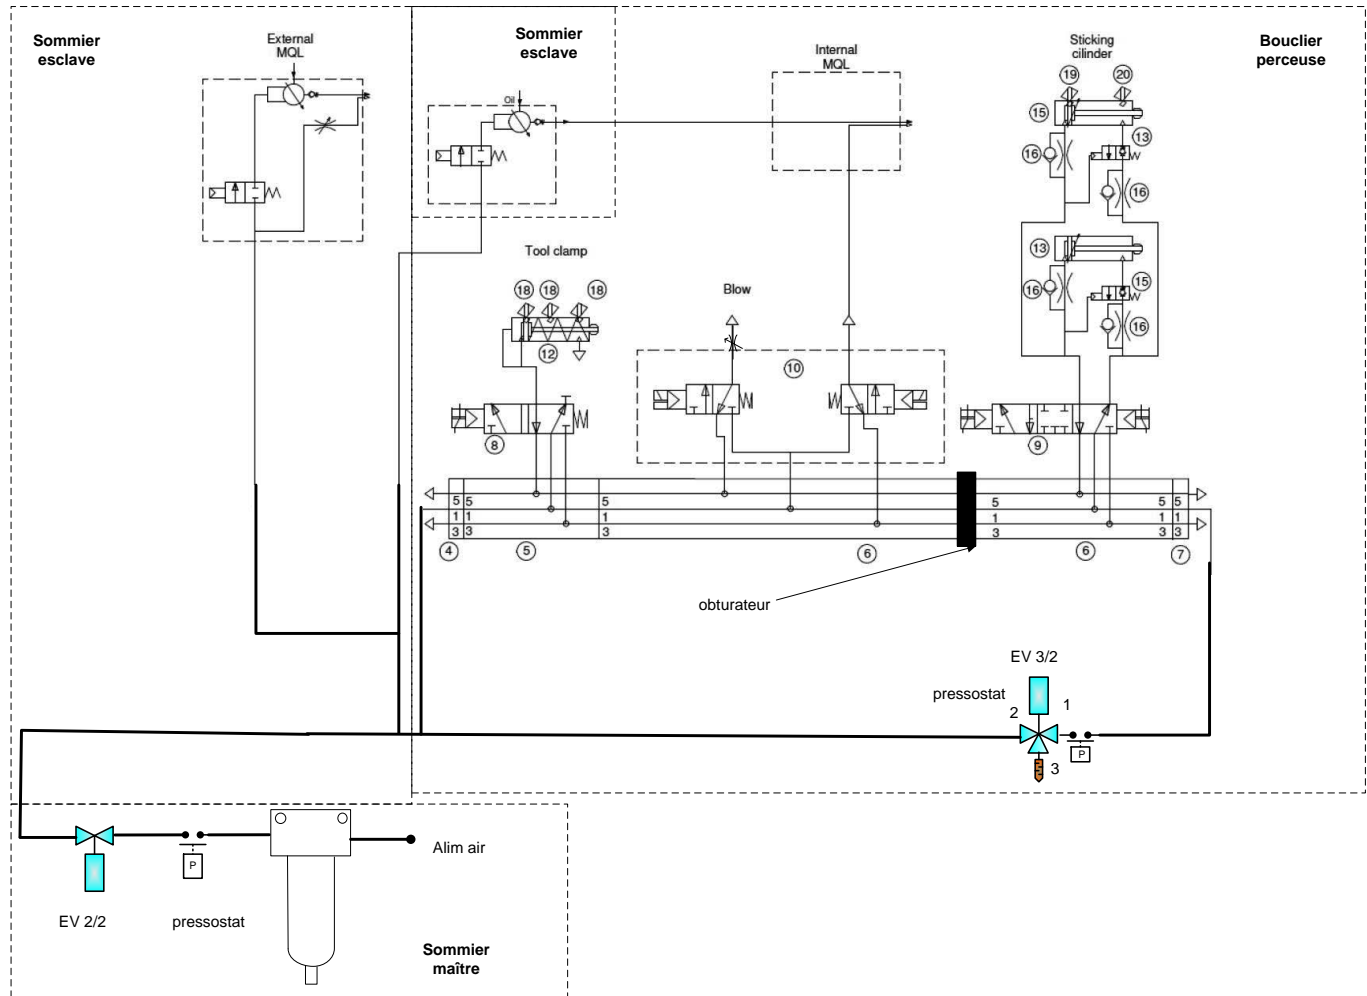 Sommier
esclave
External
MQL
Sommier
esclave
Oil
Internal
MQL
Sticking
cilinder
Bouclier
perceuse
19
20
15
13
16
16
13
15
16
16
Tool clamp
18
18
18
12
Blow
10
8
9
5 5
1 1
3 3
5
1
3
5
1
3
5 5
1 1
3 3
4
5
6
6
7
obturateur
EV 3/2
pressostat
2
1
P
3
Alim air
P
EV 2/2
pressostat
Sommier
maître